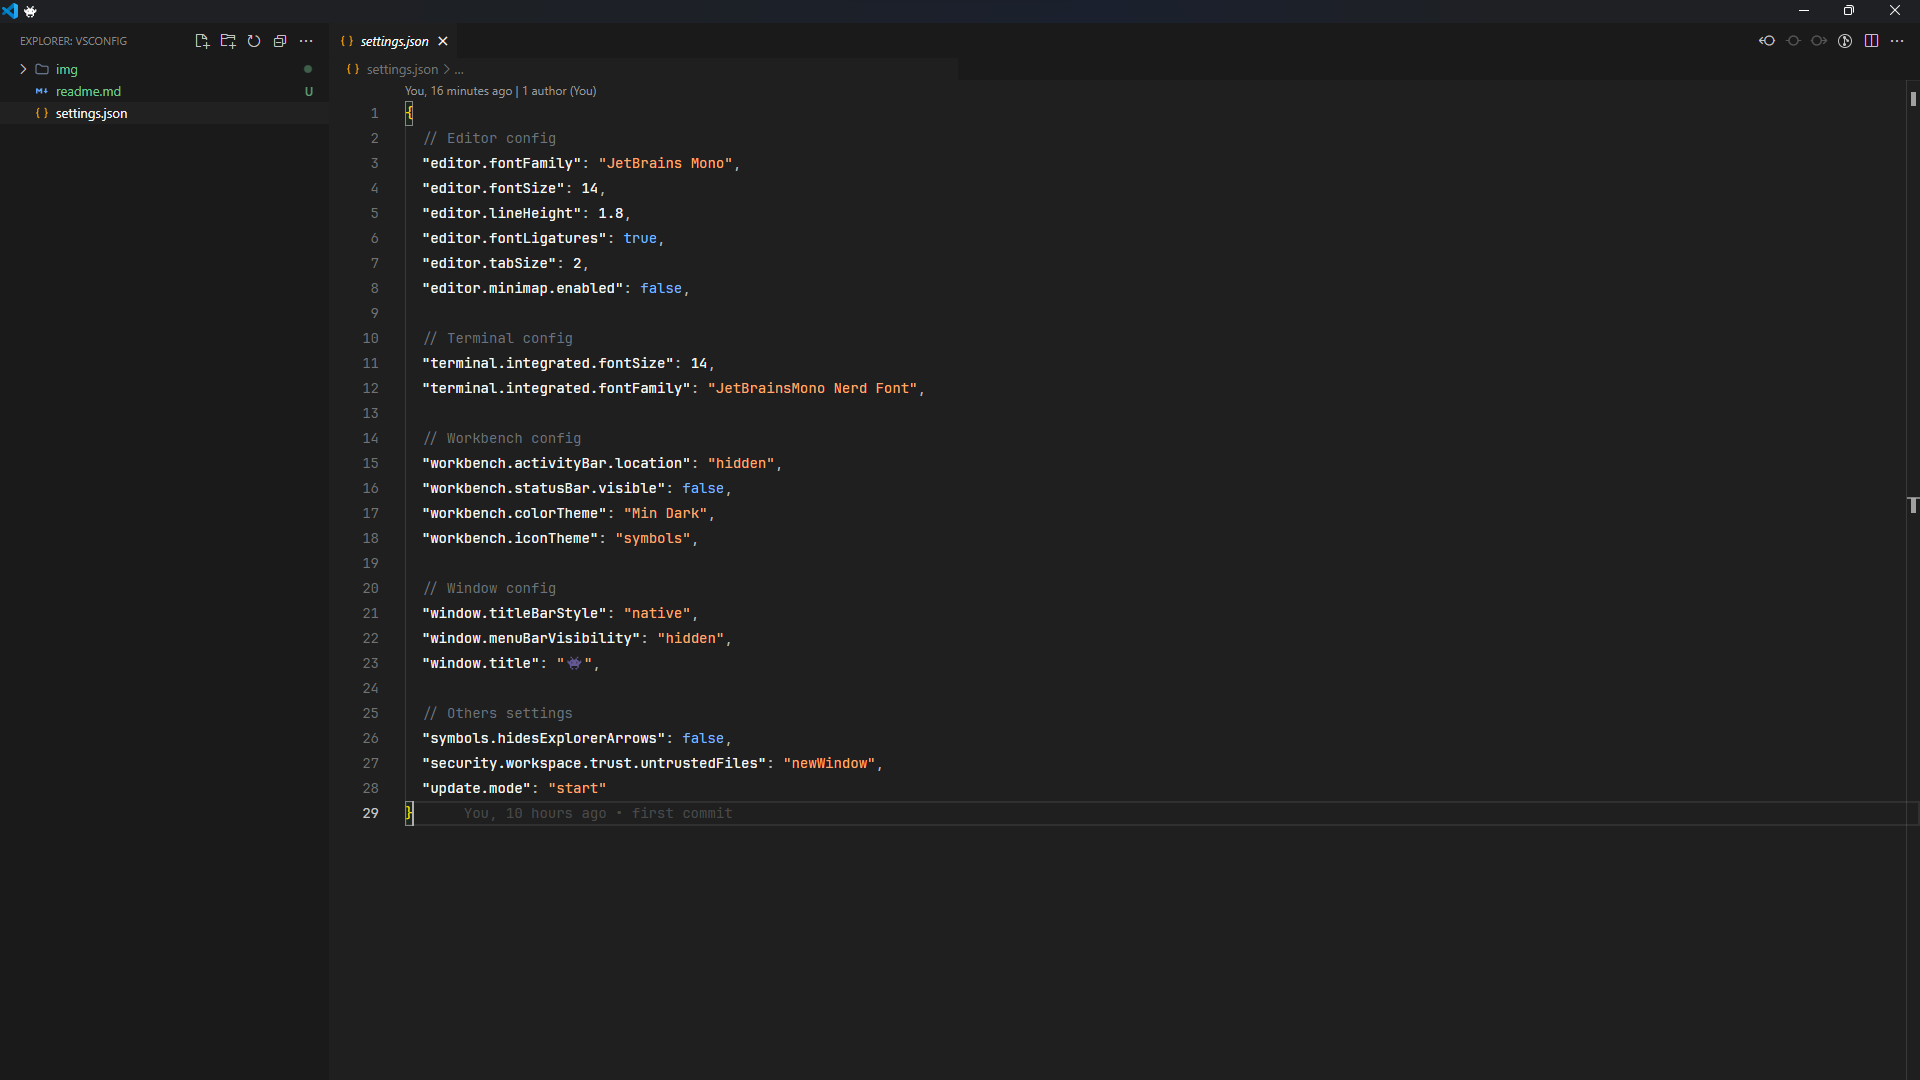 EXPLORER: VSCONFIG
img
readme.md U
settings.json
settings.json
settings.json > ...
You, 16 minutes ago | 1 author (You)
1 {
2 // Editor config
3 "editor.fontFamily": "JetBrains Mono",
4 "editor.fontSize": 14,
5 "editor.lineHeight": 1.8,
6 "editor.fontLigatures": true,
7 "editor.tabSize": 2,
8 "editor.minimap.enabled": false,
9
10 // Terminal config
11 "terminal.integrated.fontSize": 14,
12 "terminal.integrated.fontFamily": "JetBrainsMono Nerd Font",
13
14 // Workbench config
15 "workbench.activityBar.location": "hidden",
16 "workbench.statusBar.visible": false,
17 "workbench.colorTheme": "Min Dark",
18 "workbench.iconTheme": "symbols",
19
20 // Window config
21 "window.titleBarStyle": "native",
22 "window.menuBarVisibility": "hidden",
23 "window.title": "👾",
24
25 // Others settings
26 "symbols.hidesExplorerArrows": false,
27 "security.workspace.trust.untrustedFiles": "newWindow",
28 "update.mode": "start"
29 } You, 10 hours ago • first commit